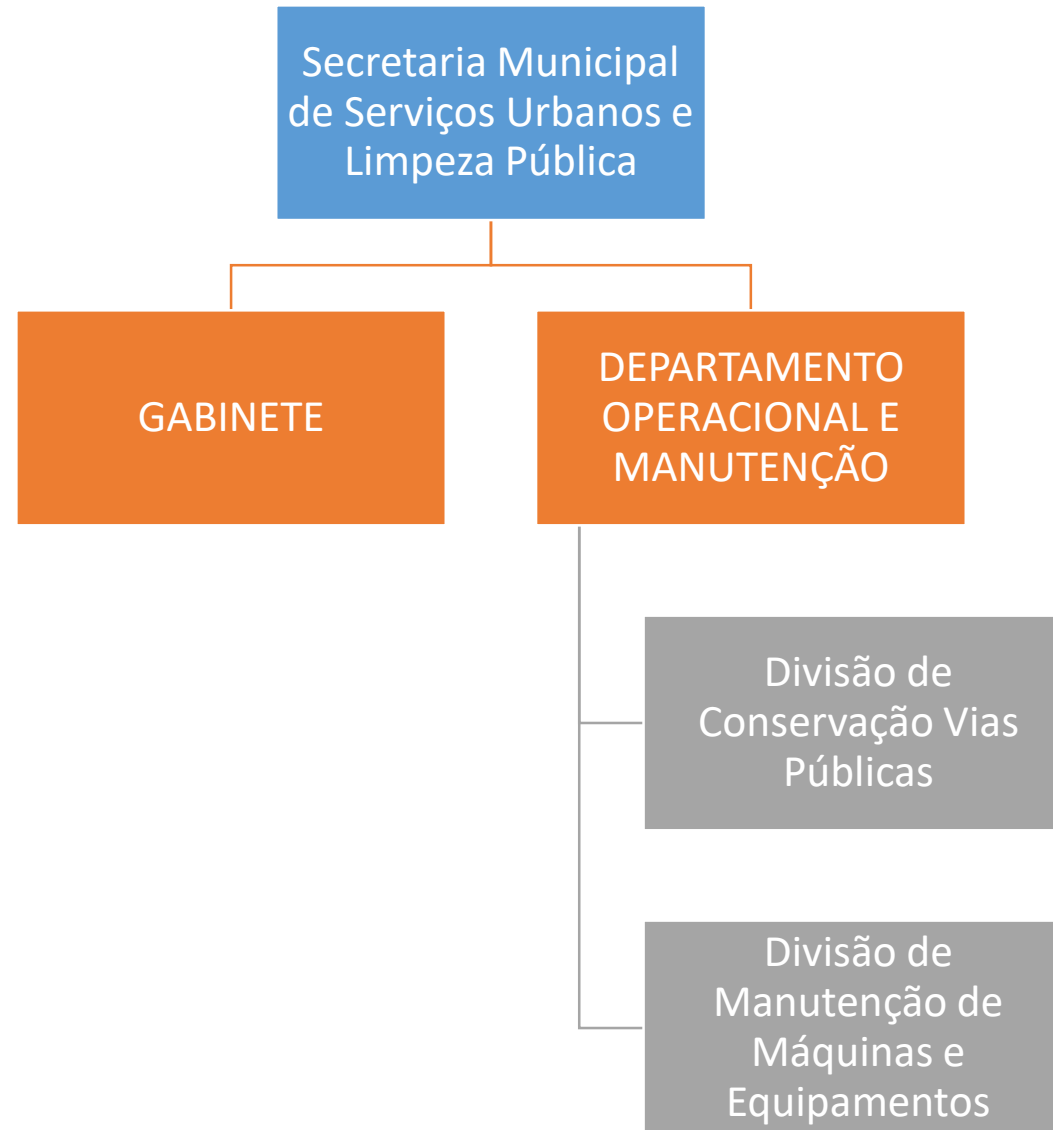 Secretaria Municipal
de Serviços Urbanos e
Limpeza Pública
GABINETE
DEPARTAMENTO
OPERACIONAL E
MANUTENÇÃO
Divisão de
Conservação Vias
Públicas
Divisão de
Manutenção de
Máquinas e
Equipamentos